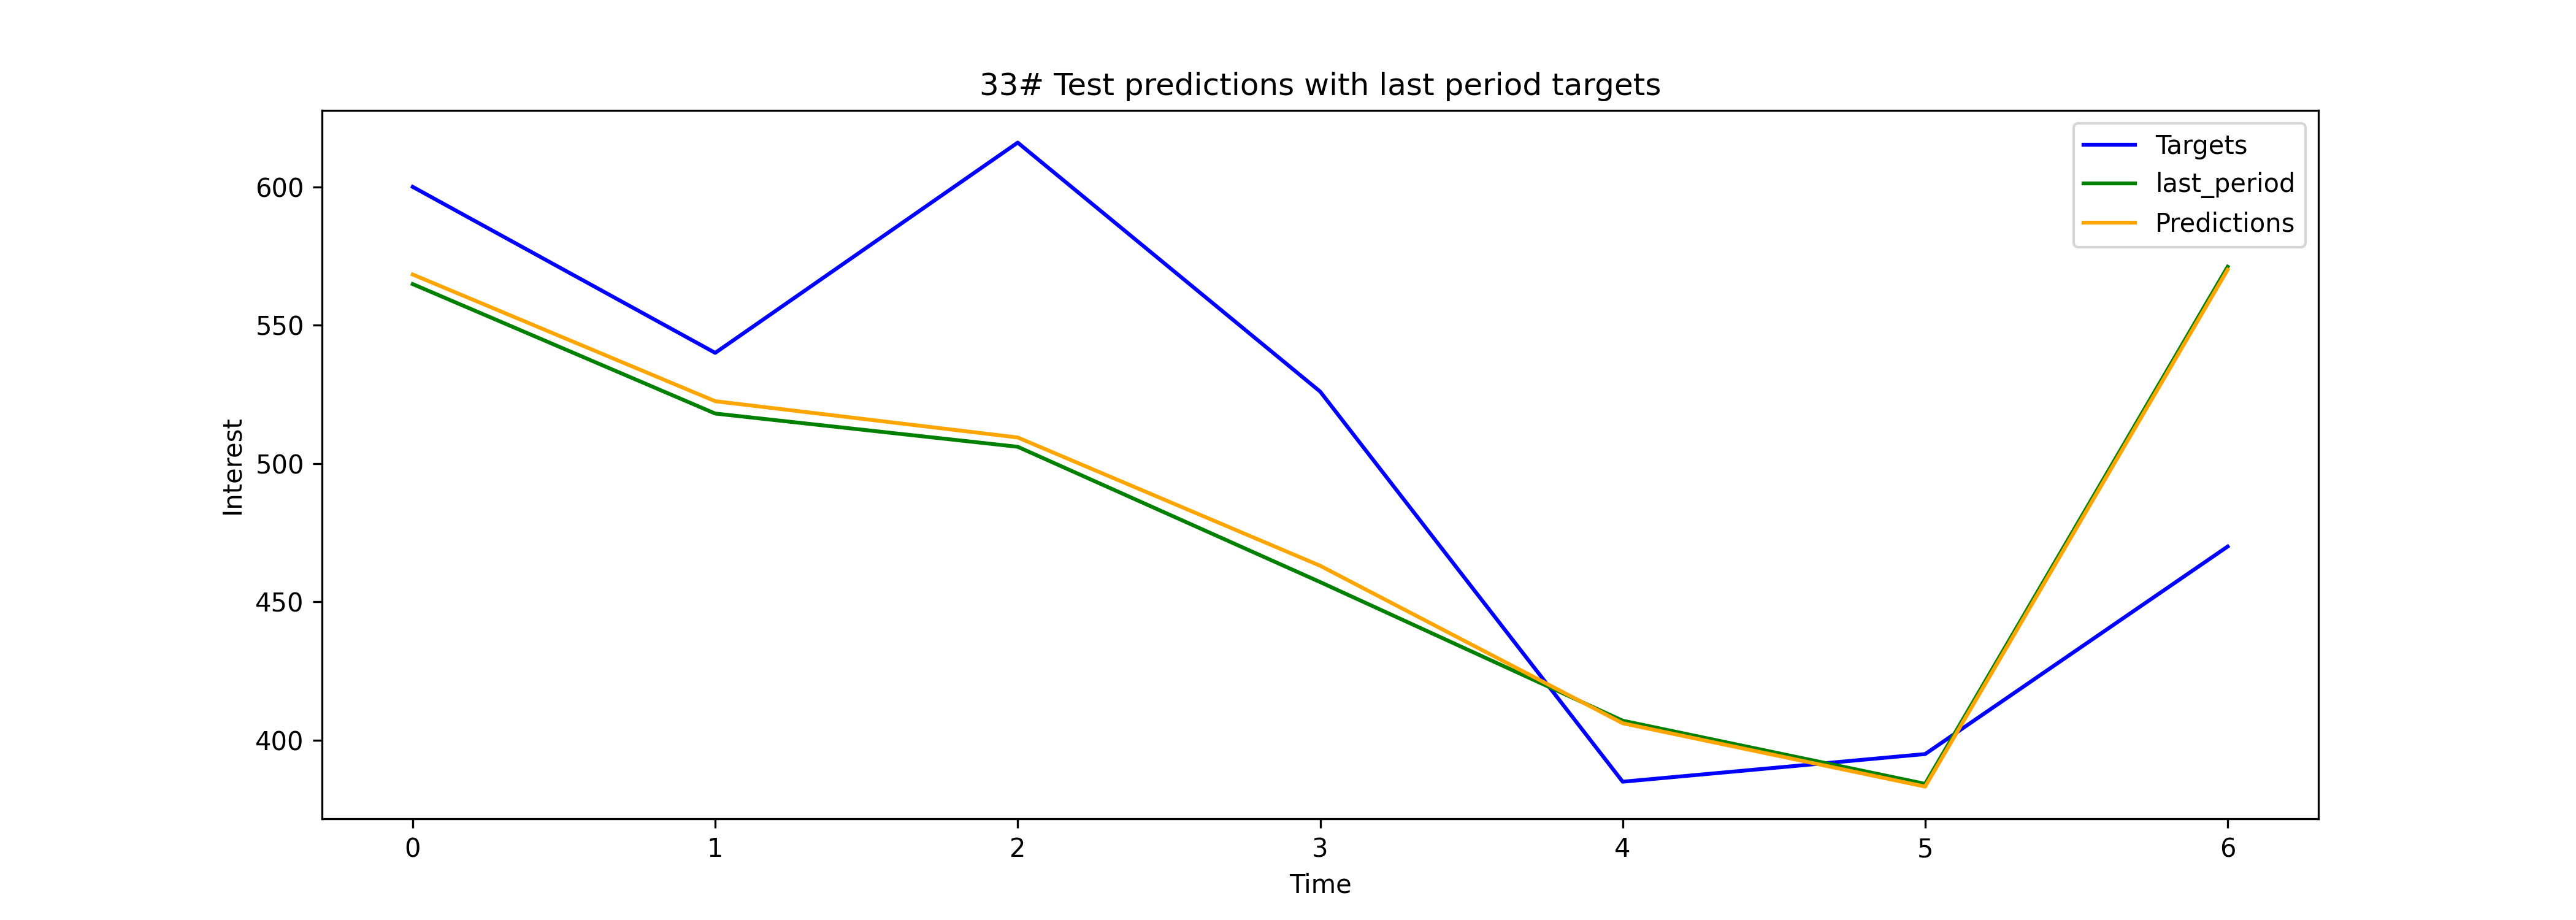 33# Test predictions with last period targets
Targets
last_period
Predictions
600
550
500
450
400
Interest
0 1 2 3 4 5 6
Time